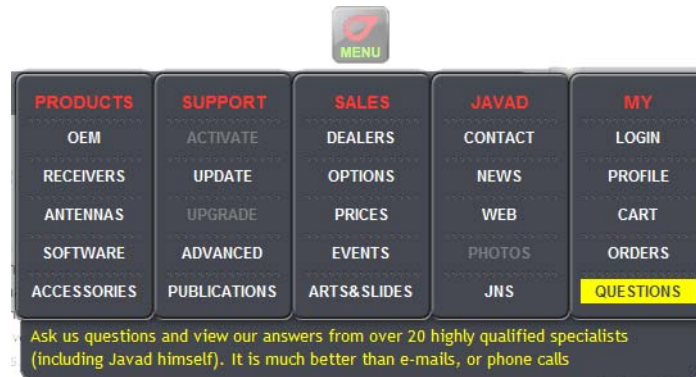 MENU
PRODUCTS SUPPORT SALES JAVAD MY
OEM ACTIVATE DEALERS CONTACT LOGIN
RECEIVERS UPDATE OPTIONS NEWS PROFILE
ANTENNAS UPGRADE PRICES WEB CART
SOFTWARE ADVANCED EVENTS PHOTOS ORDERS
ACCESSORIES PUBLICATIONS ARTS&SLIDES JNS QUESTIONS
Ask us questions and view our answers from over 20 highly qualified specialists
(including Javad himself). It is much better than e-mails, or phone calls